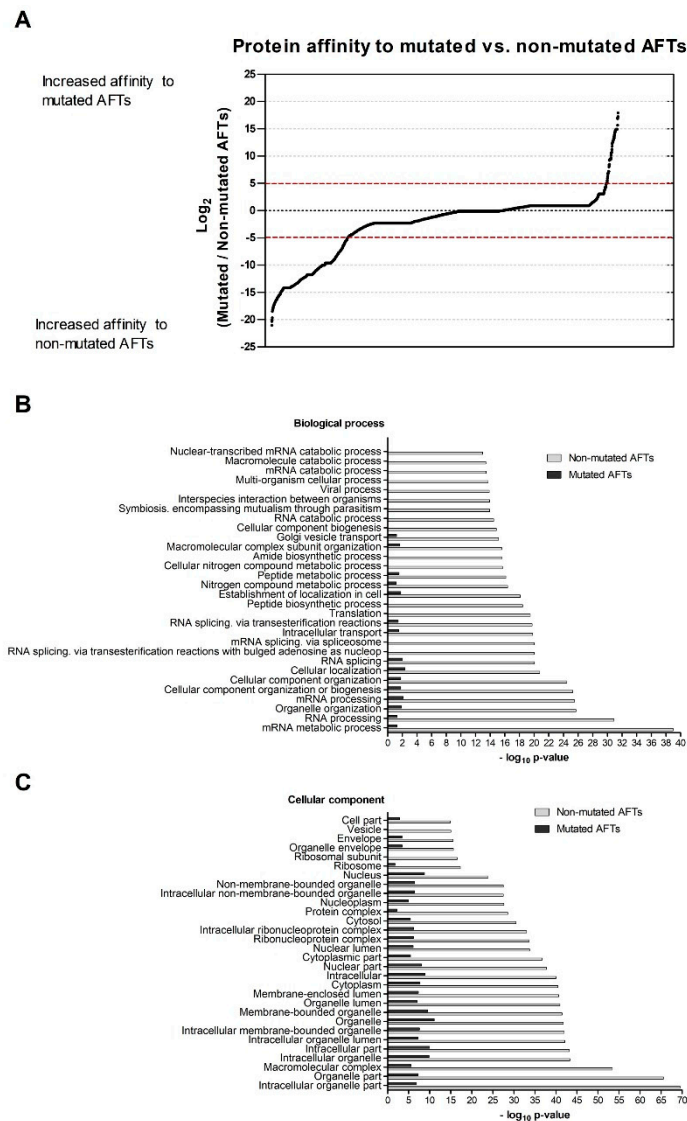 A
Protein affinity to mutated vs. non-mutated AFTs
Increased affinity to
mutated AFTs
Increased affinity to
non-mutated AFTs
Log2
(Mutated / Non-mutated AFTs)
25
20
15
10
5
0
-5
-10
-15
-20
-25
B
Biological process
Non-mutated AFTs
Mutated AFTs
Nuclear-transcribed mRNA catabolic process
Macromolecule catabolic process
mRNA catabolic process
Multi-organism cellular process
Viral process
Interspecies interaction between organisms
Symbiosis. encompassing mutualism through parasitism
RNA catabolic process
Cellular component biogenesis
Golgi vesicle transport
Macromolecular complex subunit organization
Amide biosynthetic process
Cellular nitrogen compound metabolic process
Peptide metabolic process
Nitrogen compound metabolic process
Establishment of localization in cell
Peptide biosynthetic process
Translation
RNA splicing. via transesterification reactions
Intracellular transport
mRNA splicing. via spliceosome
RNA splicing. via transesterification reactions with bulged adenosine as nucleop
RNA splicing
Cellular localization
Cellular component organization
Cellular component organization or biogenesis
mRNA processing
Organelle organization
RNA processing
mRNA metabolic process
0 2 4 6 8 10 12 14 16 18 20 22 24 26 28 30 32 34 36 38 40
- log10 p-value
C
Cellular component
Non-mutated AFTs
Mutated AFTs
Cell part
Vesicle
Envelope
Organelle envelope
Ribosomal subunit
Ribosome
Nucleus
Non-membrane-bounded organelle
Intracellular non-membrane-bounded organelle
Nucleoplasm
Protein complex
Cytosol
Intracellular ribonucleoprotein complex
Ribonucleoprotein complex
Nuclear lumen
Cytoplasmic part
Nuclear part
Intracellular
Cytoplasm
Membrane-enclosed lumen
Organelle lumen
Membrane-bounded organelle
Organelle
Intracellular membrane-bounded organelle
Intracellular organelle lumen
Intracellular part
Intracellular organelle
Macromolecular complex
Organelle part
Intracellular organelle part
0 5 10 15 20 25 30 35 40 45 50 55 60 65 70
- log10 p-value